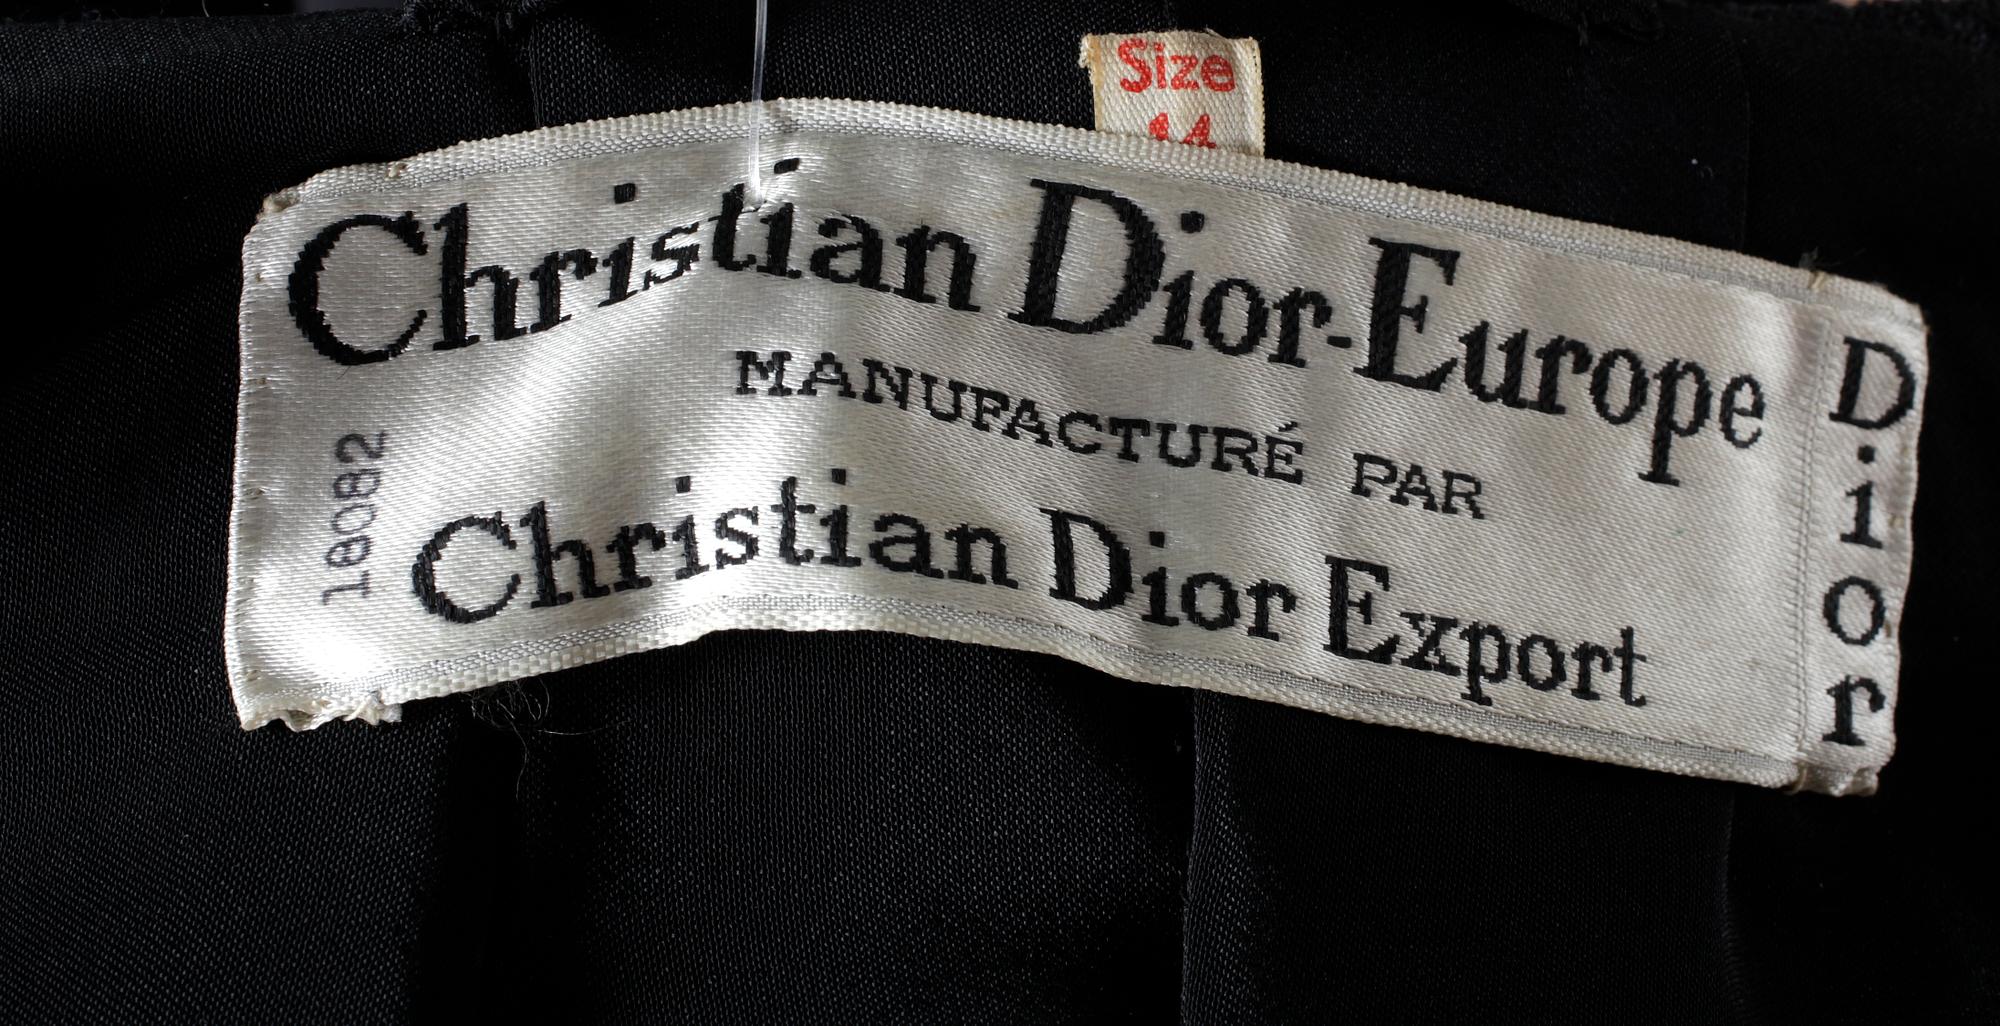 Size
14
Christian Dior-Europe
MANUFACTURÉ PAR
Christian Dior Export
18082
Dior